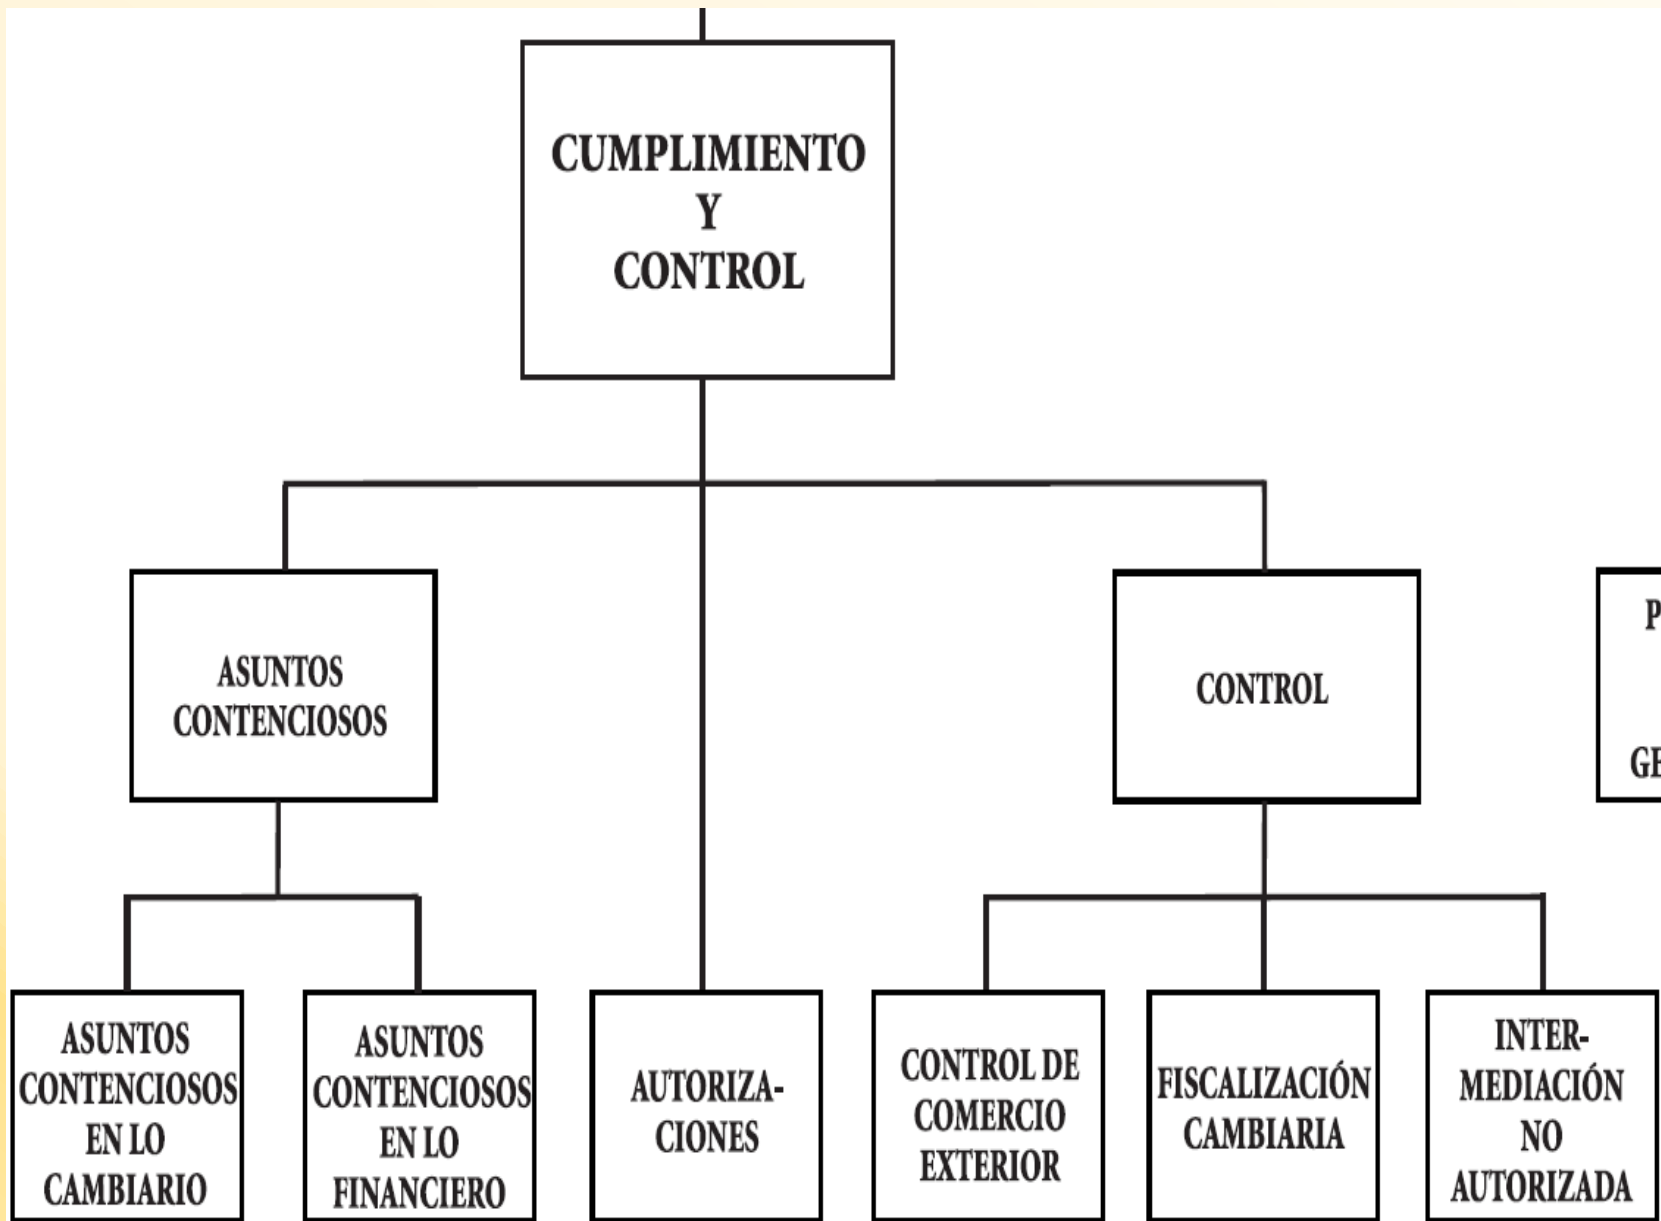 CUMPLIMIENTO
Y
CONTROL
ASUNTOS
CONTENCIOSOS
CONTROL
ASUNTOS
CONTENCIOSOS
EN LO
CAMBIARIO
ASUNTOS
CONTENCIOSOS
EN LO
FINANCIERO
AUTORIZA-
CIONES
CONTROL DE
COMERCIO
EXTERIOR
FISCALIZACIÓN
CAMBIARIA
INTER-
MEDIACIÓN
NO
AUTORIZADA